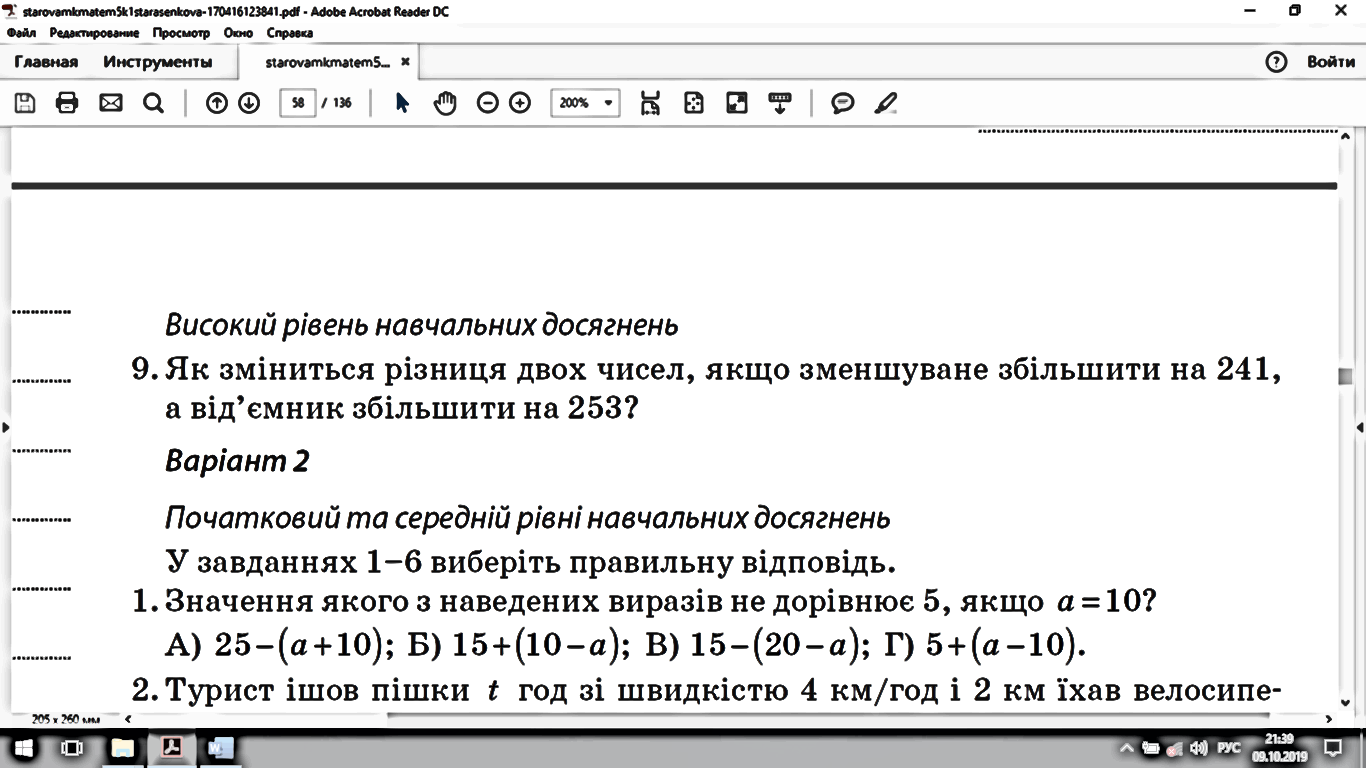 starovamkmatem5k1starasenkova-170416123841.pdf - Adobe Acrobat Reader DC
Файл Редактирование Просмотр Окно Справка
Главная Инструменты starovamkmatem5... × Войти
58 / 136 200%
Високий рівень навчальних досягнень
9. Як зміниться різниця двох чисел, якщо зменшуване збільшити на 241,
а від’ємник збільшити на 253?
Варіант 2
Початковий та середній рівні навчальних досягнень
У завданнях 1–6 виберіть правильну відповідь.
1. Значення якого з наведених виразів не дорівнює 5, якщо a=10?
А) 25−(a+10); Б) 15+(10−a); В) 15−(20−a); Г) 5+(a−10).
2. Турист ішов пішки t год зі швидкістю 4 км/год і 2 км їхав велосипе-
205 x 260 мм
РУС 21:39
09.10.2019